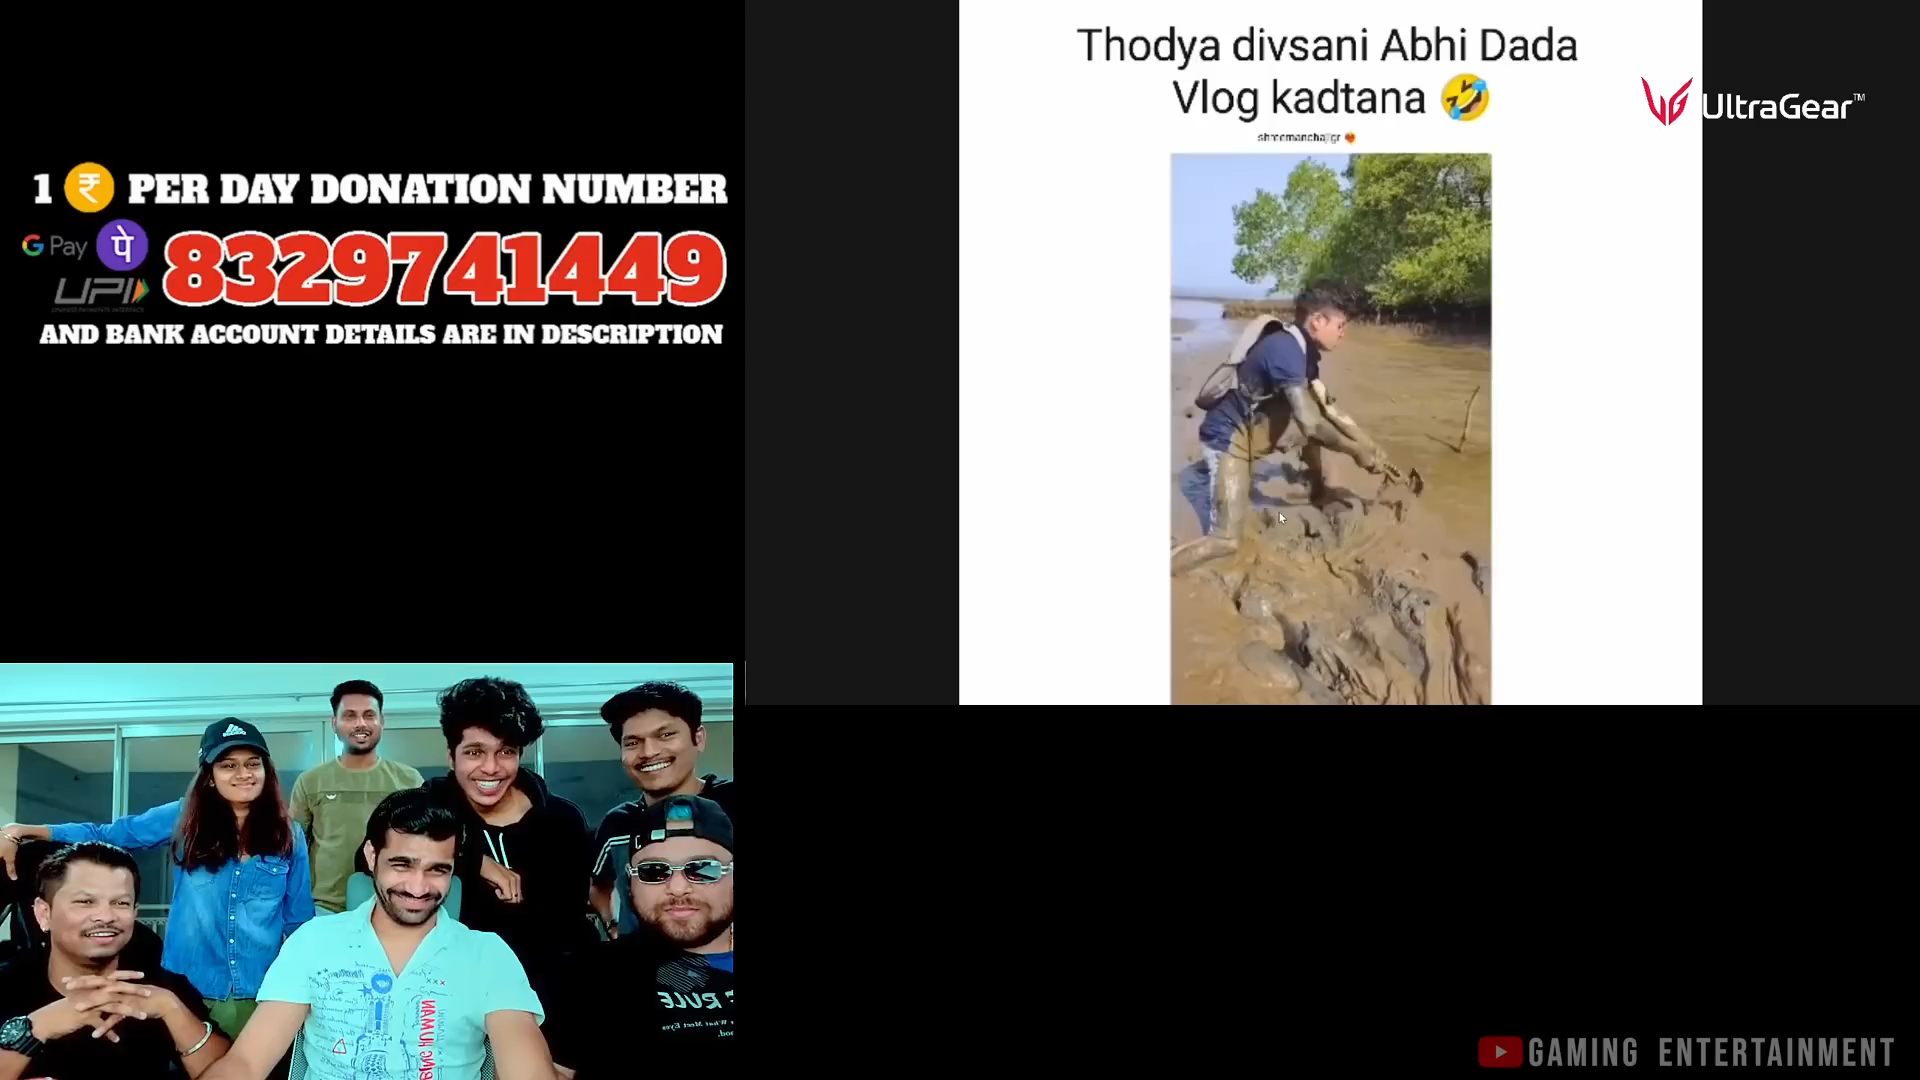 1 ₹ PER DAY DONATION NUMBER
G Pay पे 8329741449
UPI
AND BANK ACCOUNT DETAILS ARE IN DESCRIPTION
Thodya divsani Abhi Dada
Vlog kadtana 🤣
UltraGear™
GAMING ENTERTAINMENT